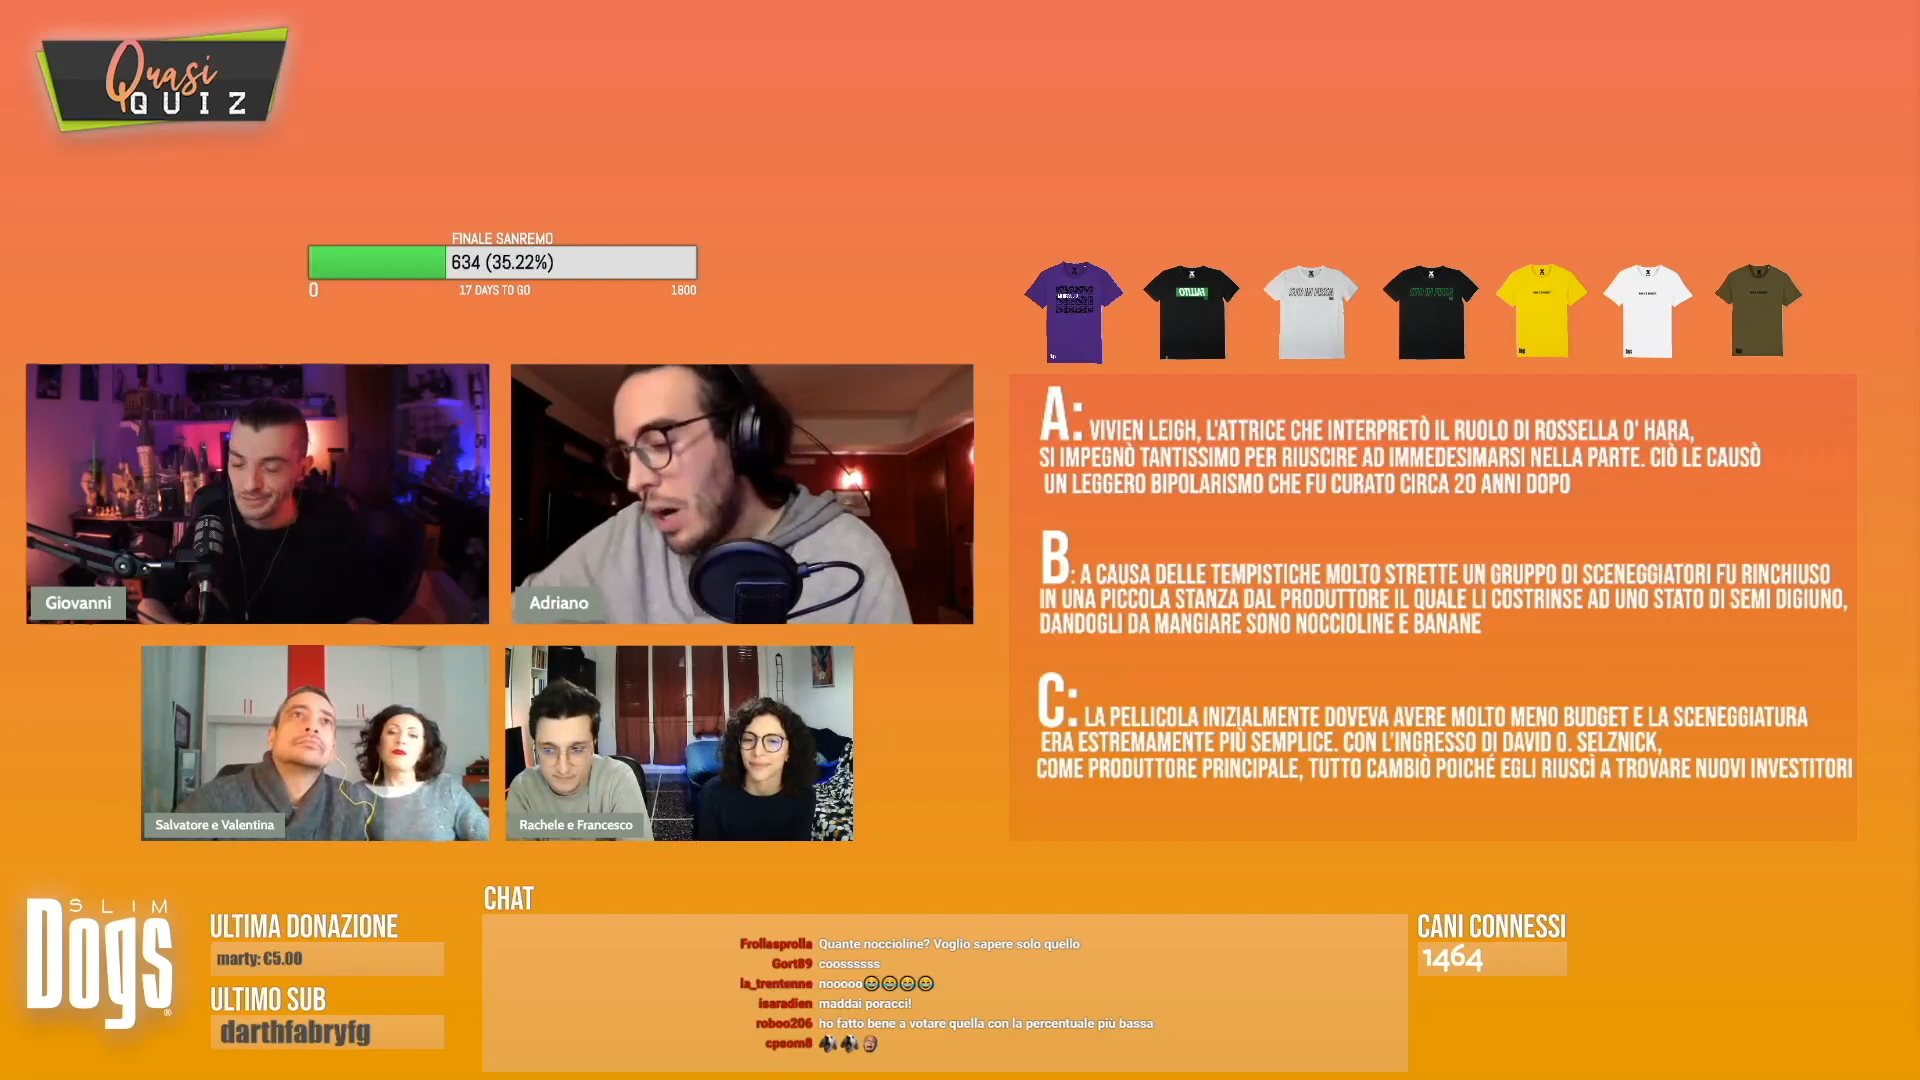 Quasi
QUIZ
FINALE SANREMO
634 (35.22%)
0
17 DAYS TO GO
1800
Giovanni
Adriano
Salvatore e Valentina
Rachele e Francesco
A: VIVIEN LEIGH, L'ATTRICE CHE INTERPRETÒ IL RUOLO DI ROSSELLA O' HARA,
SI IMPEGNÒ TANTISSIMO PER RIUSCIRE AD IMMEDESIMARSI NELLA PARTE. CIÒ LE CAUSÒ
UN LEGGERO BIPOLARISMO CHE FU CURATO CIRCA 20 ANNI DOPO
B: A CAUSA DELLE TEMPISTICHE MOLTO STRETTE UN GRUPPO DI SCENEGGIATORI FU RINCHIUSO
IN UNA PICCOLA STANZA DAL PRODUTTORE IL QUALE LI COSTRINSE AD UNO STATO DI SEMI DIGIUNO,
DANDOGLI DA MANGIARE SONO NOCCIOLINE E BANANE
C: LA PELLICOLA INIZIALMENTE DOVEVA AVERE MOLTO MENO BUDGET E LA SCENEGGIATURA
ERA ESTREMAMENTE PIÙ SEMPLICE. CON L'INGRESSO DI DAVID O. SELZNICK,
COME PRODUTTORE PRINCIPALE, TUTTO CAMBIÒ POICHÉ EGLI RIUSCÌ A TROVARE NUOVI INVESTITORI
SLIM
Dogs®
ULTIMA DONAZIONE
marty: €5.00
ULTIMO SUB
darthfabryfg
CHAT
Frollasprolla Quante noccioline? Voglio sapere solo quello
Gort89 coossssss
la_trentenne nooooo😂😂😂😂
isaradien maddai poracci!
roboo206 ho fatto bene a votare quella con la percentuale più bassa
cpsom8
CANI CONNESSI
1464